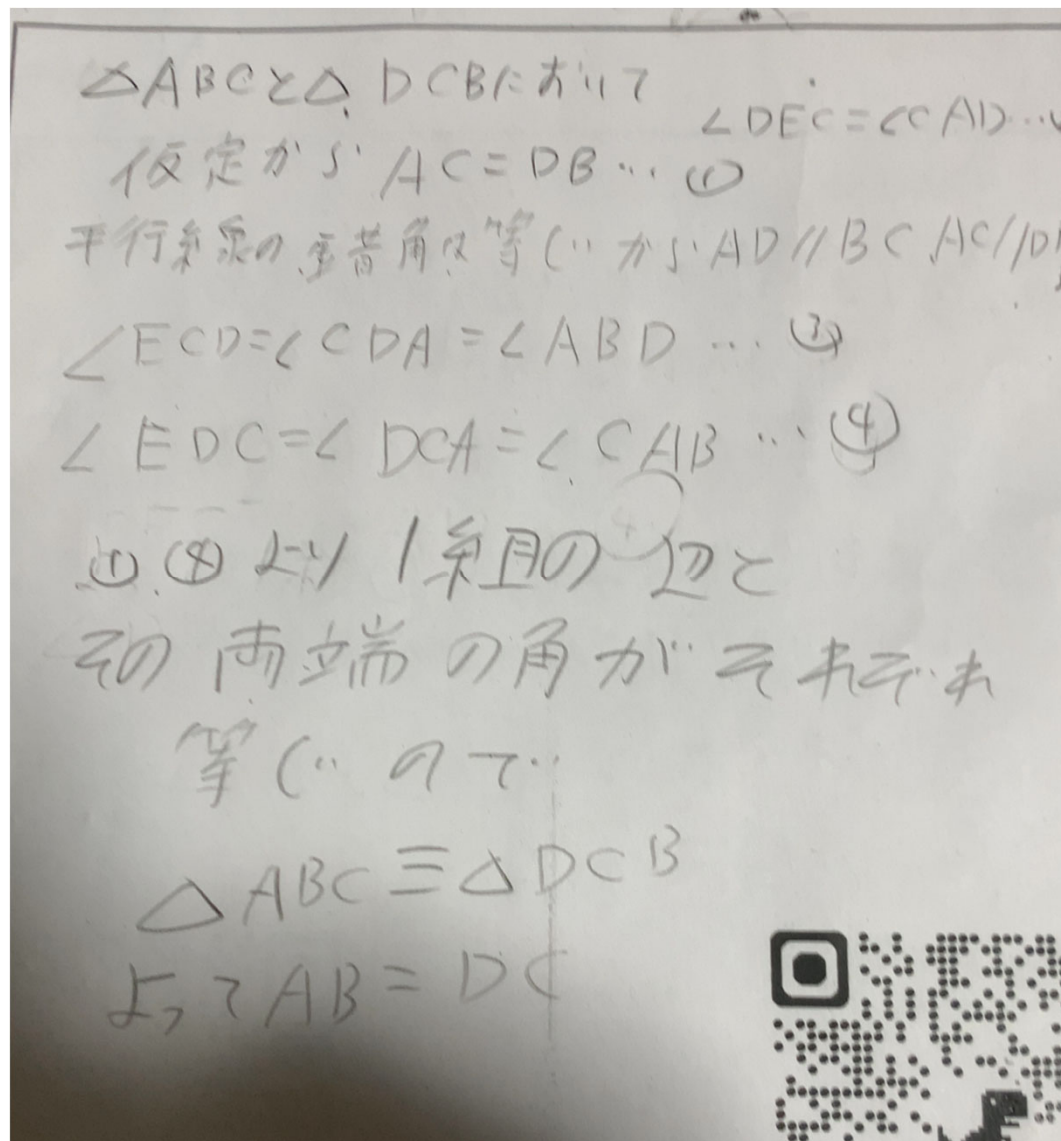 △ABCと△DCBにおいて
∠DEC=∠CAD…
仮定から AC=DB…①
平行線の錯角は等しいから AD//BC,AC//D
∠ECD=∠CDA=∠ABD…③
∠EDC=∠DCA=∠CAB…④
①④より1組の辺と
その両端の角がそれぞれ
等しいので
△ABC≡△DCB
よってAB=DC